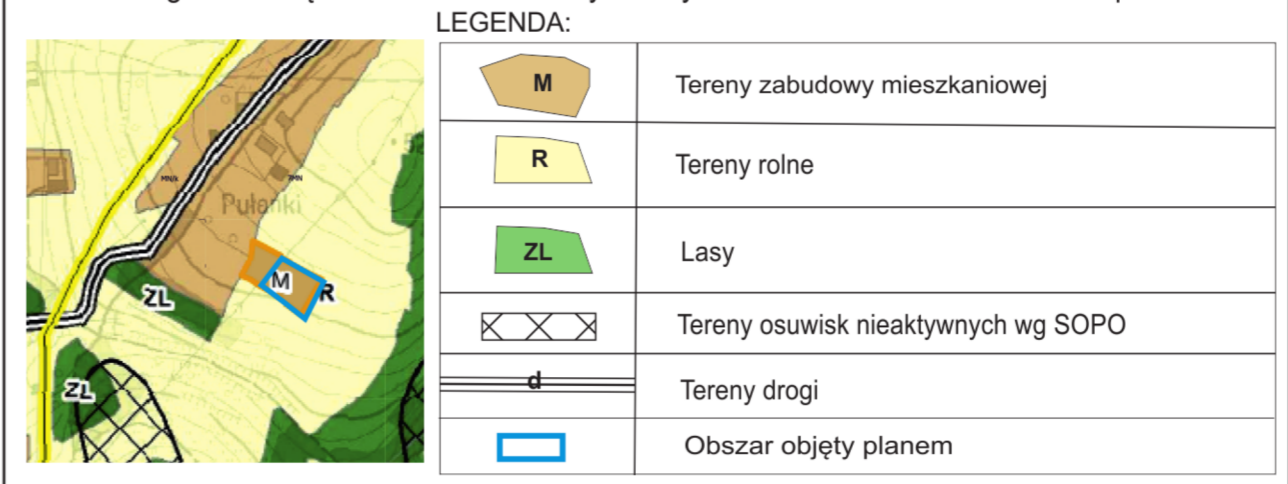 LEGENDA:
M Tereny zabudowy mieszkaniowej
R Tereny rolne
ZL Lasy
Tereny osuwisk nieaktywnych wg SOPO
d Tereny drogi
Obszar objęty planem
Pułanki
M
R
ZL
ZL